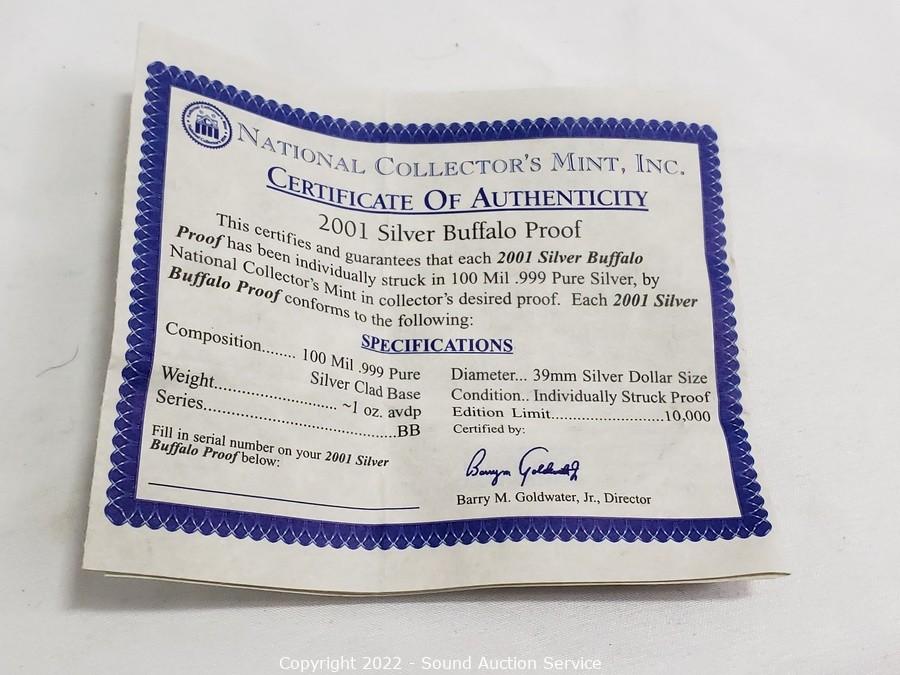 NATIONAL COLLECTOR'S MINT, INC.
CERTIFICATE OF AUTHENTICITY
2001 Silver Buffalo Proof
This certifies and guarantees that each 2001 Silver Buffalo
Proof has been individually struck in 100 Mil .999 Pure Silver, by
National Collector's Mint in collector's desired proof. Each 2001 Silver
Buffalo Proof conforms to the following:
SPECIFICATIONS
Composition........ 100 Mil .999 Pure
Silver Clad Base
Weight............................ ~1 oz. avdp
Series............................................BB
Fill in serial number on your 2001 Silver
Buffalo Proof below:
Diameter... 39mm Silver Dollar Size
Condition.. Individually Struck Proof
Edition Limit.........................10,000
Certified by:
Barry M. Goldwater, Jr., Director
Copyright 2022 - Sound Auction Service